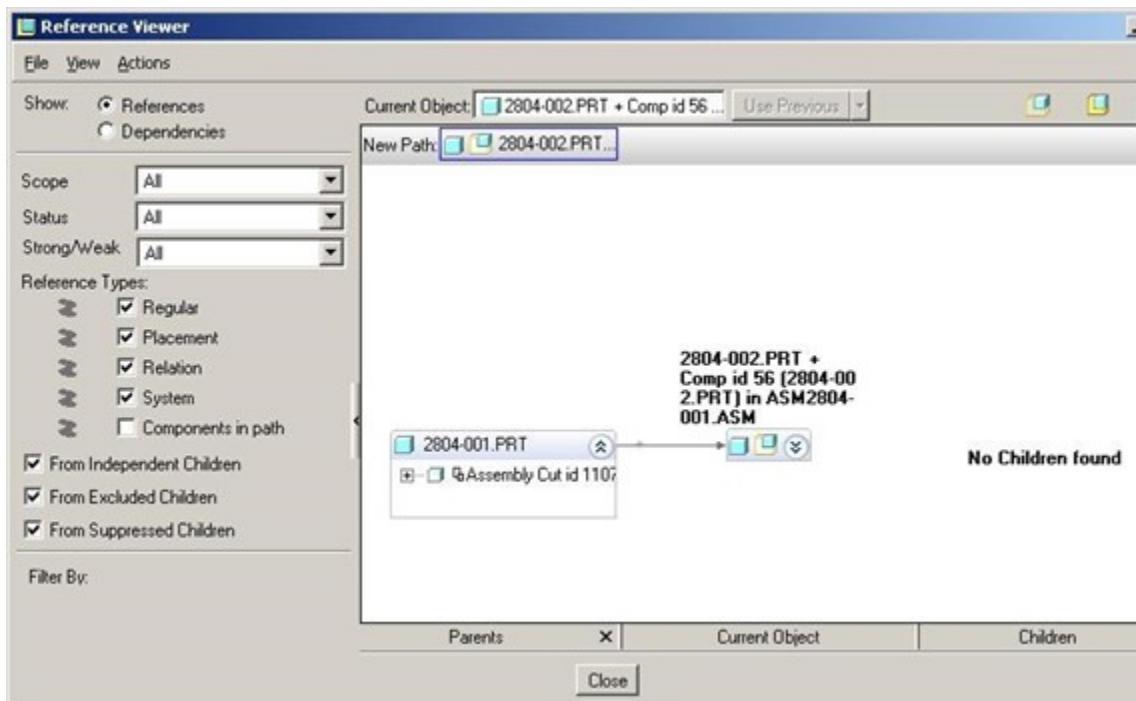 Reference Viewer
File View Actions
Show: References
Dependencies
Current Object: 2804-002.PRT + Comp id 56 ... Use Previous
New Path: 2804-002.PRT...
Scope All
Status All
Strong/Weak All
Reference Types:
Regular
Placement
Relation
System
Components in path
From Independent Children
From Excluded Children
From Suppressed Children
Filter By:
2804-002.PRT +
Comp id 56 (2804-00
2.PRT) in ASM2804-
001.ASM
2804-001.PRT
Assembly Cut id 1107
No Children found
Parents Current Object Children
Close